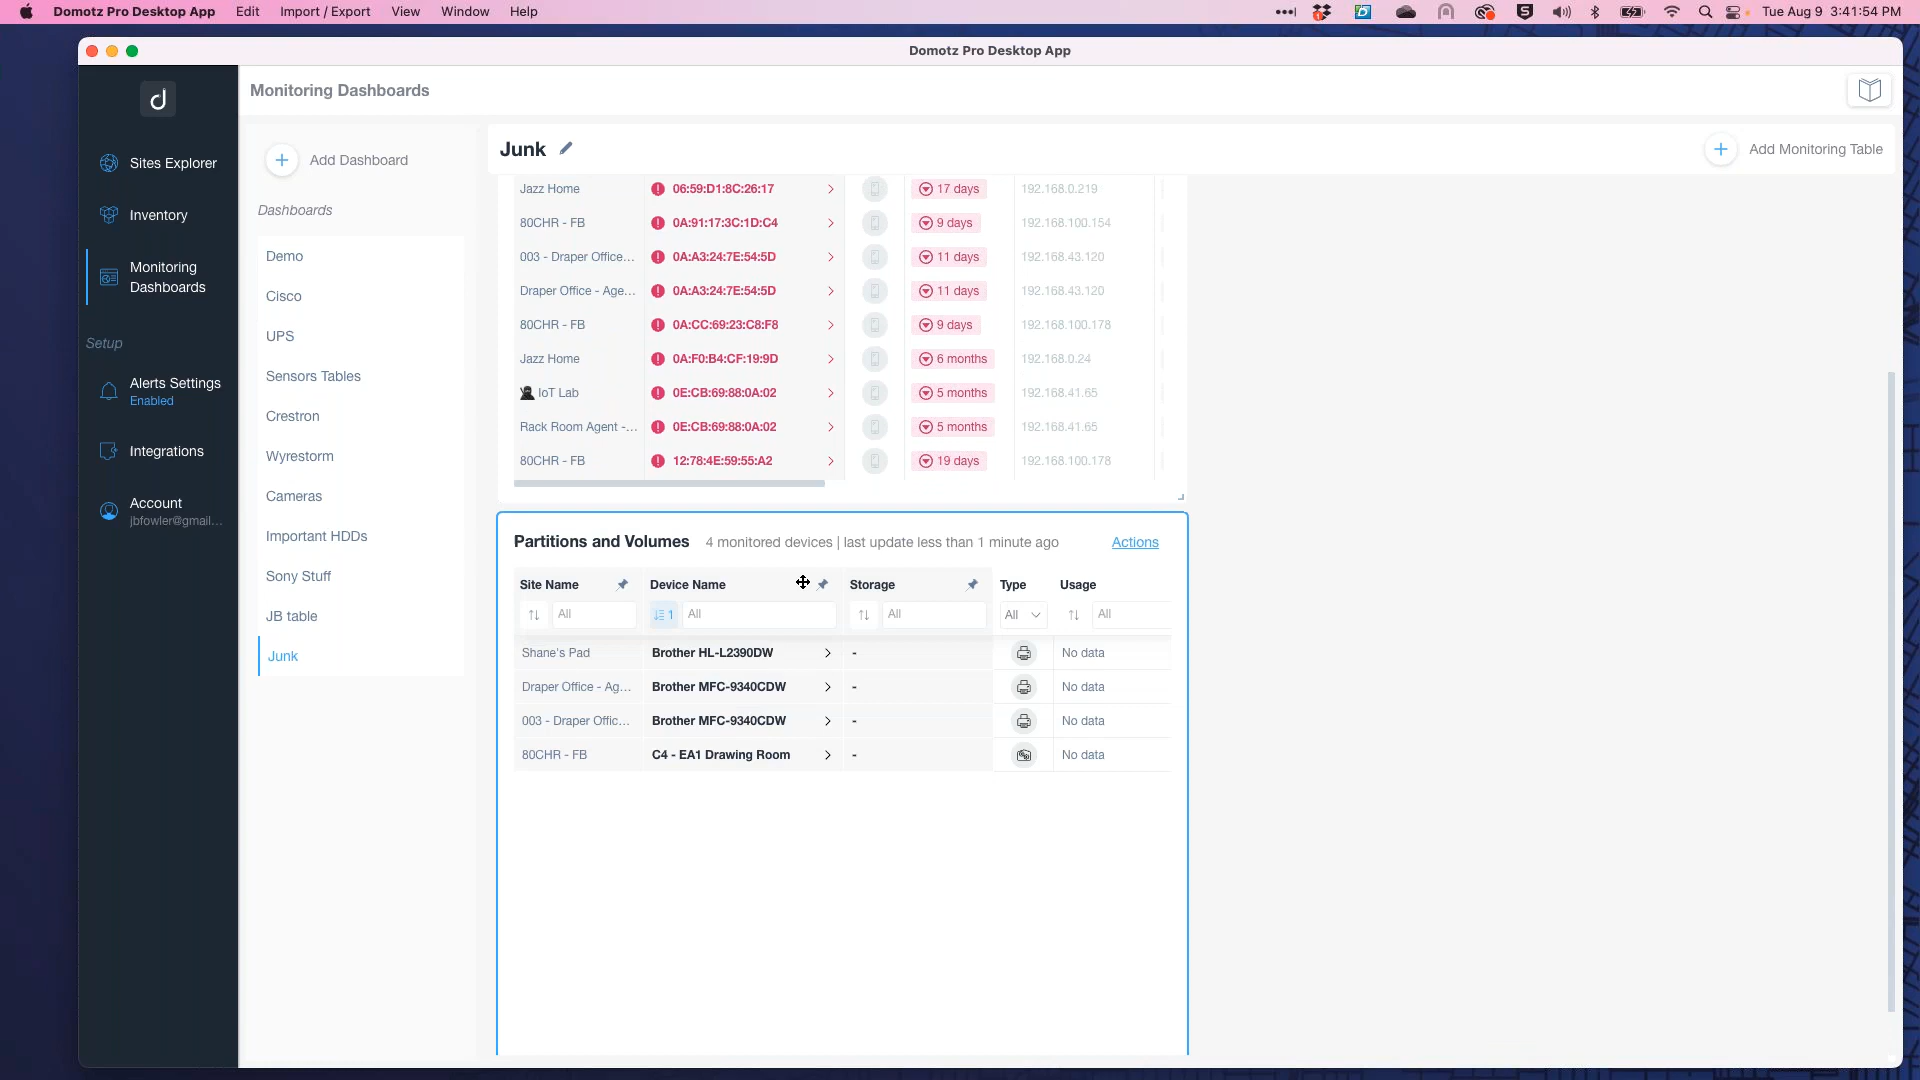 Domotz Pro Desktop App Edit Import / Export View Window Help Tue Aug 9 3:41:54 PM
Domotz Pro Desktop App
Monitoring Dashboards
Sites Explorer
Inventory
Monitoring
Dashboards
Setup
Alerts Settings
Enabled
Integrations
Account
jbfowler@gmail...
Add Dashboard
Dashboards
Demo
Cisco
UPS
Sensors Tables
Crestron
Wyrestorm
Cameras
Important HDDs
Sony Stuff
JB table
Junk
Junk
Add Monitoring Table
Jazz Home 06:59:D1:8C:26:17 17 days 192.168.0.219
80CHR - FB 0A:91:17:3C:1D:C4 9 days 192.168.100.154
003 - Draper Office... 0A:A3:24:7E:54:5D 11 days 192.168.43.120
Draper Office - Age... 0A:A3:24:7E:54:5D 11 days 192.168.43.120
80CHR - FB 0A:CC:69:23:C8:F8 9 days 192.168.100.178
Jazz Home 0A:F0:B4:CF:19:9D 6 months 192.168.0.24
IoT Lab 0E:CB:69:88:0A:02 5 months 192.168.41.65
Rack Room Agent -... 0E:CB:69:88:0A:02 5 months 192.168.41.65
80CHR - FB 12:78:4E:59:55:A2 19 days 192.168.100.178
Partitions and Volumes 4 monitored devices | last update less than 1 minute ago Actions
Site Name Device Name Storage Type Usage
All 1 All All All All
Shane's Pad Brother HL-L2390DW - No data
Draper Office - Ag... Brother MFC-9340CDW - No data
003 - Draper Offic... Brother MFC-9340CDW - No data
80CHR - FB C4 - EA1 Drawing Room - No data